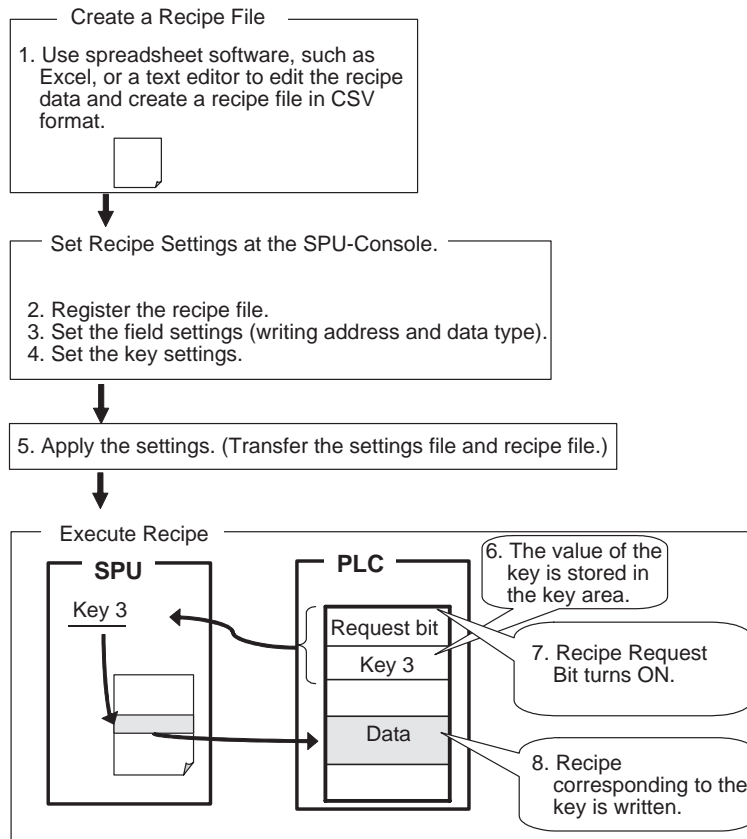 Create a Recipe File
1. Use spreadsheet software, such as
Excel, or a text editor to edit the recipe
data and create a recipe file in CSV
format.
Set Recipe Settings at the SPU-Console.
2. Register the recipe file.
3. Set the field settings (writing address and data type).
4. Set the key settings.
5. Apply the settings. (Transfer the settings file and recipe file.)
Execute Recipe
SPU
Key 3
PLC
Request bit
Key 3
Data
6. The value of the
key is stored in
the key area.
7. Recipe Request
Bit turns ON.
8. Recipe
corresponding to the
key is written.